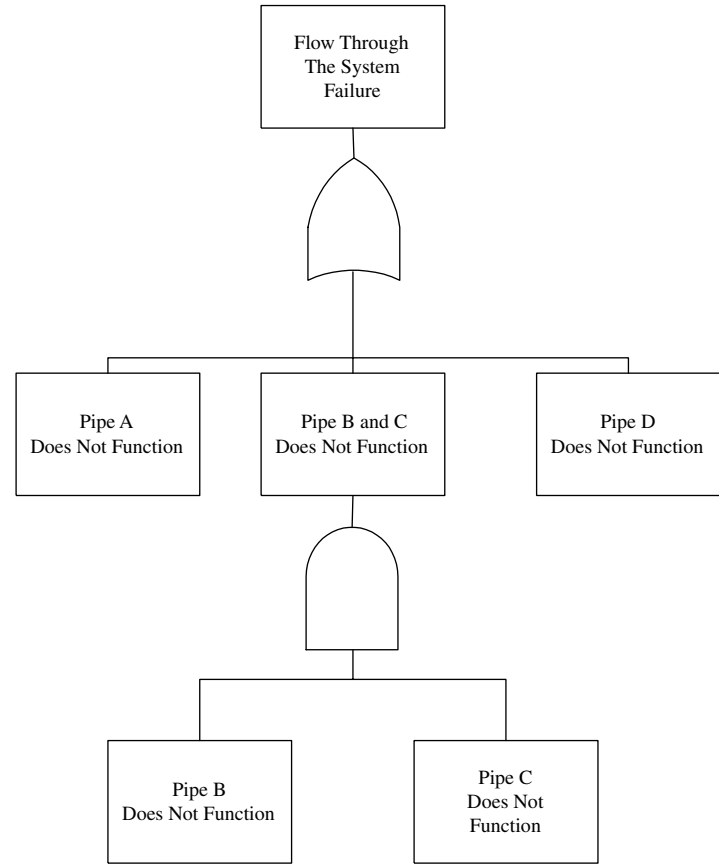 Flow Through
The System
Failure
Pipe A
Does Not Function
Pipe B and C
Does Not Function
Pipe D
Does Not Function
Pipe B
Does Not Function
Pipe C
Does Not
Function